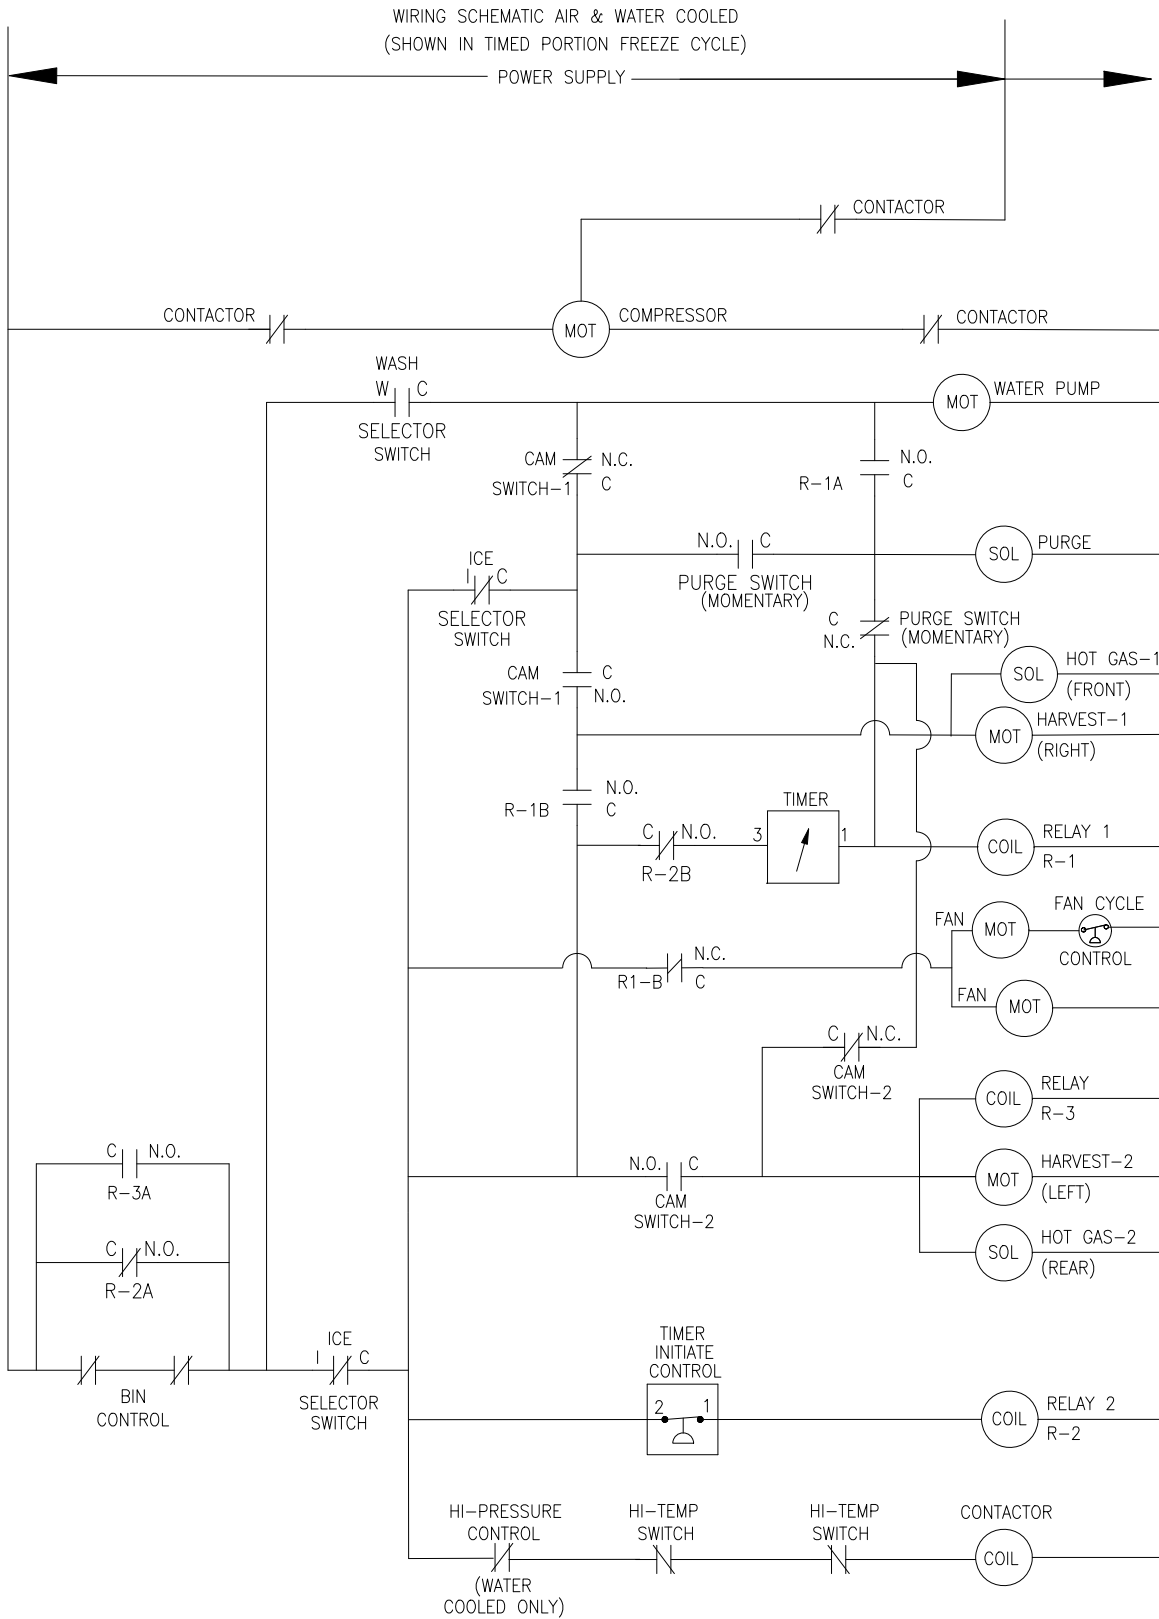 WIRING SCHEMATIC AIR & WATER COOLED
(SHOWN IN TIMED PORTION FREEZE CYCLE)
POWER SUPPLY
CONTACTOR
CONTACTOR
MOT
COMPRESSOR
CONTACTOR
WASH
W C
SELECTOR
SWITCH
MOT
WATER PUMP
CAM
SWITCH-1
N.C.
C
R-1A
N.O.
C
N.O. C
PURGE SWITCH
(MOMENTARY)
SOL
PURGE
ICE
I C
SELECTOR
SWITCH
C
N.C.
PURGE SWITCH
(MOMENTARY)
CAM
SWITCH-1
C
N.O.
SOL
HOT GAS-1
(FRONT)
MOT
HARVEST-1
(RIGHT)
R-1B
N.O.
C
C N.O.
R-2B
TIMER
3 1
COIL
RELAY 1
R-1
FAN
MOT
FAN CYCLE
CONTROL
R1-B
N.C.
C
FAN
MOT
C N.C.
CAM
SWITCH-2
COIL
RELAY
R-3
C N.O.
R-3A
N.O. C
CAM
SWITCH-2
MOT
HARVEST-2
(LEFT)
C N.O.
R-2A
SOL
HOT GAS-2
(REAR)
BIN
CONTROL
ICE
I C
SELECTOR
SWITCH
TIMER
INITIATE
CONTROL
2 1
COIL
RELAY 2
R-2
HI-PRESSURE
CONTROL
(WATER
COOLED ONLY)
HI-TEMP
SWITCH
HI-TEMP
SWITCH
CONTACTOR
COIL